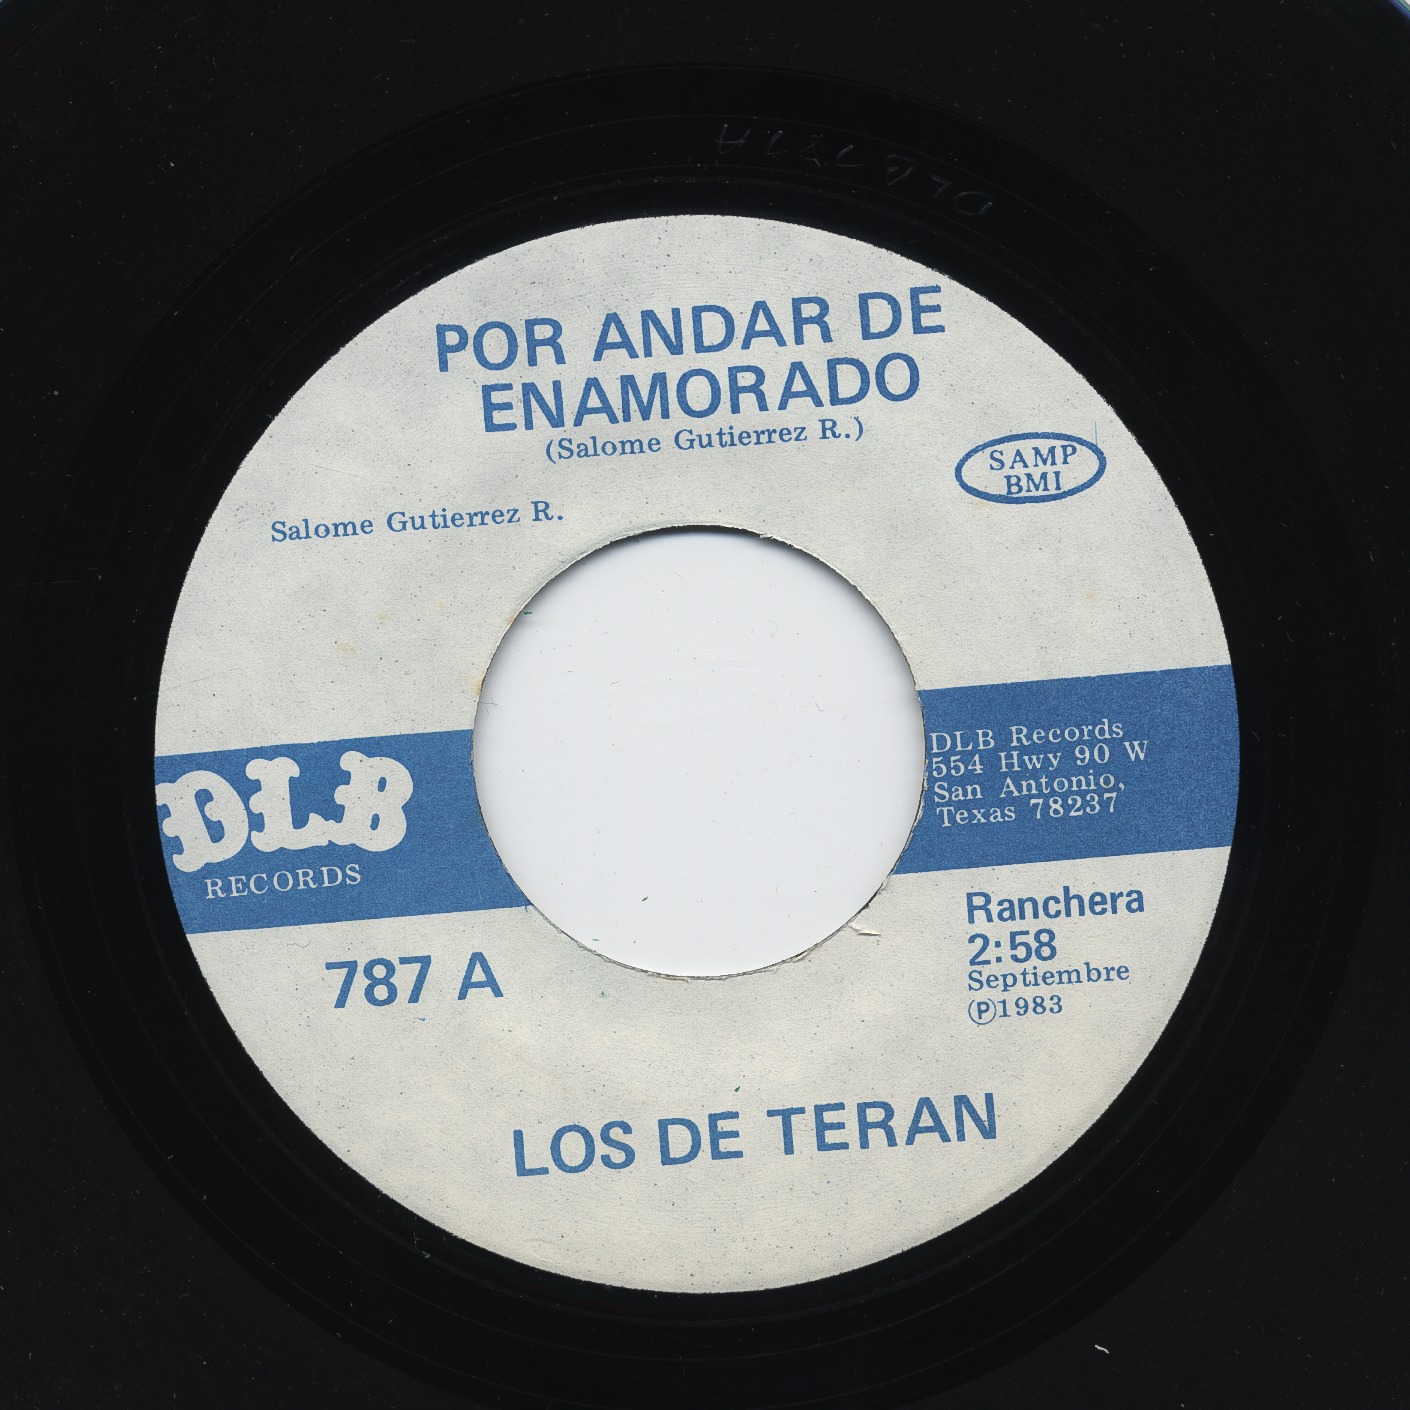 POR ANDAR DE
ENAMORADO
(Salome Gutierrez R.)
SAMP
BMI
Salome Gutierrez R.
DLB
RECORDS
DLB Records
554 Hwy 90 W
San Antonio,
Texas 78237
787 A
Ranchera
2:58
Septiembre
Ⓟ1983
LOS DE TERAN